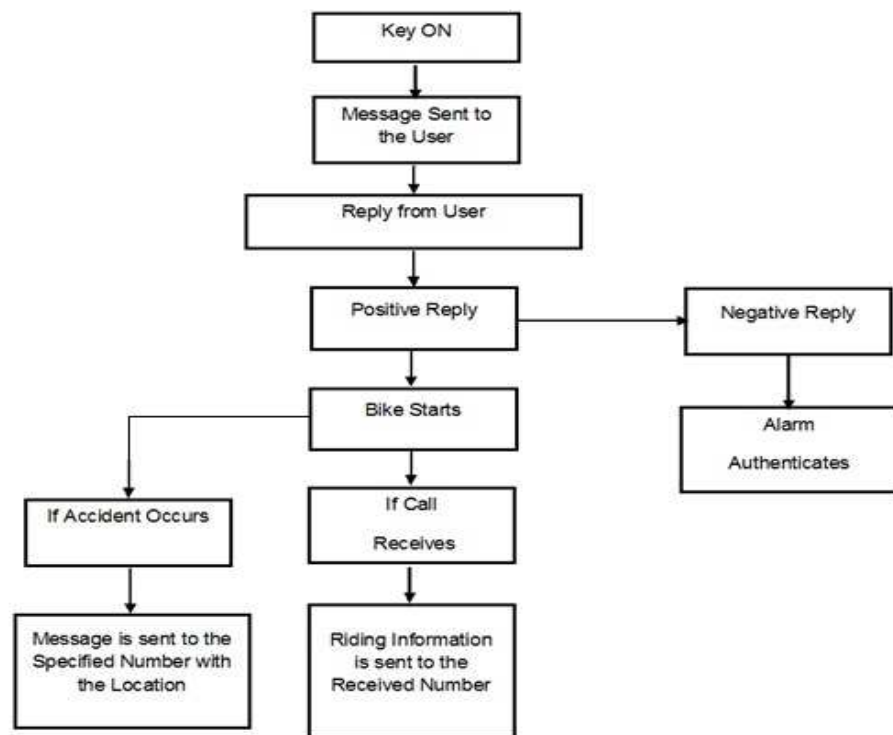 Key ON
Message Sent to
the User
Reply from User
Positive Reply
Negative Reply
Bike Starts
Alarm
Authenticates
If Accident Occurs
If Call
Receives
Message is sent to the
Specified Number with
the Location
Riding Information
is sent to the
Received Number